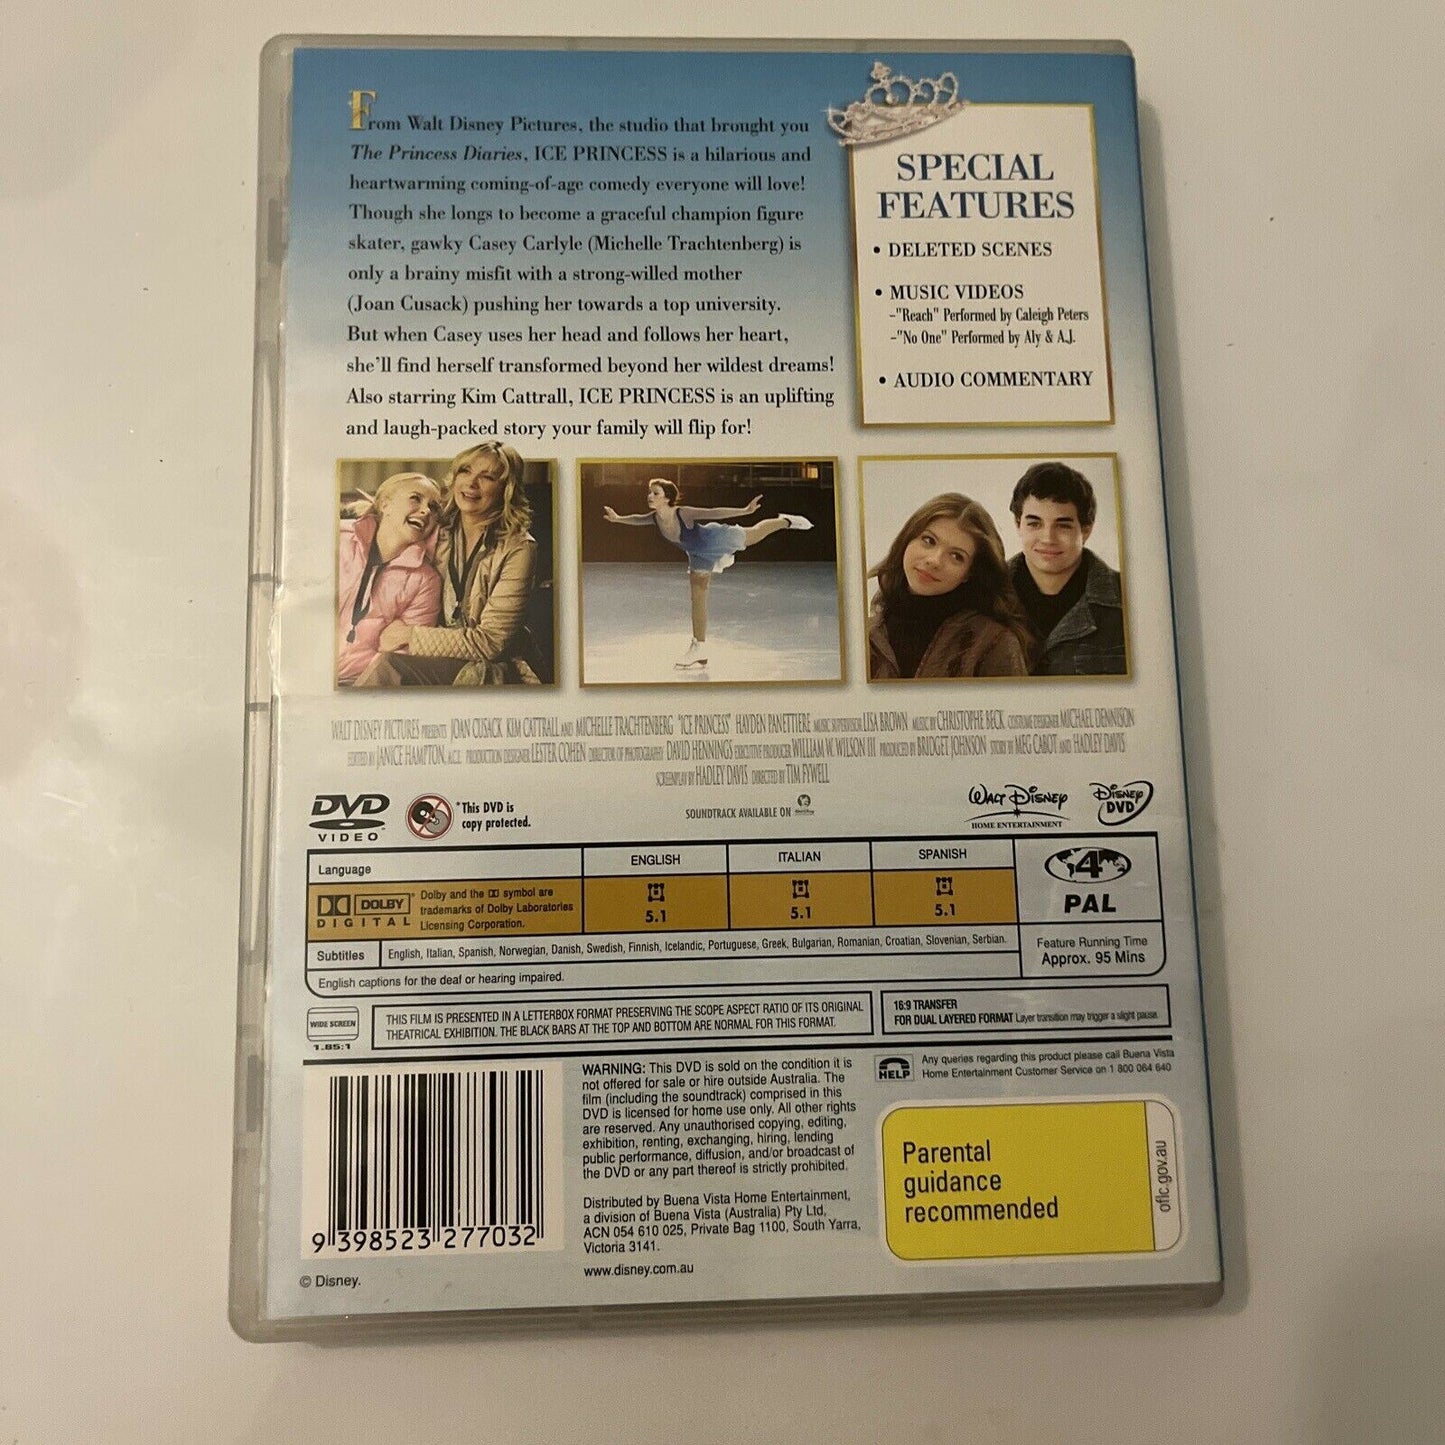 From Walt Disney Pictures, the studio that brought you
The Princess Diaries, ICE PRINCESS is a hilarious and
heartwarming coming-of-age comedy everyone will love!
Though she longs to become a graceful champion figure
skater, gawky Casey Carlyle (Michelle Trachtenberg) is
only a brainy misfit with a strong-willed mother
(Joan Cusack) pushing her towards a top university.
But when Casey uses her head and follows her heart,
she'll find herself transformed beyond her wildest dreams!
Also starring Kim Cattrall, ICE PRINCESS is an uplifting
and laugh-packed story your family will flip for!
SPECIAL
FEATURES
• DELETED SCENES
• MUSIC VIDEOS
-"Reach" Performed by Caleigh Peters
-"No One" Performed by Aly & A.J.
• AUDIO COMMENTARY
WALT DISNEY PICTURES PRESENTS JOAN CUSACK KIM CATTRALL AND MICHELLE TRACHTENBERG "ICE PRINCESS" HAYDEN PANETTIERE MUSIC SUPERVISOR LISA BROWN MUSIC BY CHRISTOPHE BECK COSTUME DESIGNER MICHAEL DENNISON
EDITED BY JANICE HAMPTON, A.C.E. PRODUCTION DESIGNER LESTER COHEN DIRECTOR OF PHOTOGRAPHY DAVID HENNINGS EXECUTIVE PRODUCER WILLIAM W. WILSON III PRODUCED BY BRIDGET JOHNSON STORY BY MEG CABOT AND HADLEY DAVIS
SCREENPLAY BY HADLEY DAVIS DIRECTED BY TIM FYWELL
DVD
VIDEO
*This DVD is
copy protected.
SOUNDTRACK AVAILABLE ON
WALT DISNEY
HOME ENTERTAINMENT
DISNEY
DVD
Language
ENGLISH
ITALIAN
SPANISH
DOLBY
DIGITAL
Dolby and the DD symbol are
trademarks of Dolby Laboratories
Licensing Corporation.
5.1
5.1
5.1
4
PAL
Subtitles
English, Italian, Spanish, Norwegian, Danish, Swedish, Finnish, Icelandic, Portuguese, Greek, Bulgarian, Romanian, Croatian, Slovenian, Serbian.
English captions for the deaf or hearing impaired.
Feature Running Time
Approx. 95 Mins
WIDE SCREEN
1.85:1
THIS FILM IS PRESENTED IN A LETTERBOX FORMAT PRESERVING THE SCOPE ASPECT RATIO OF ITS ORIGINAL
THEATRICAL EXHIBITION. THE BLACK BARS AT THE TOP AND BOTTOM ARE NORMAL FOR THIS FORMAT.
16:9 TRANSFER
FOR DUAL LAYERED FORMAT Layer transition may trigger a slight pause.
WARNING: This DVD is sold on the condition it is
not offered for sale or hire outside Australia. The
film (including the soundtrack) comprised in this
DVD is licensed for home use only. All other rights
are reserved. Any unauthorised copying, editing,
exhibition, renting, exchanging, hiring, lending
public performance, diffusion, and/or broadcast of
the DVD or any part thereof is strictly prohibited.
Distributed by Buena Vista Home Entertainment,
a division of Buena Vista (Australia) Pty Ltd,
ACN 054 610 025, Private Bag 1100, South Yarra,
Victoria 3141.
www.disney.com.au
HELP
Any queries regarding this product please call Buena Vista
Home Entertainment Customer Service on 1 800 064 640
Parental
guidance
recommended
oflc.gov.au
9 398523 277032
© Disney.